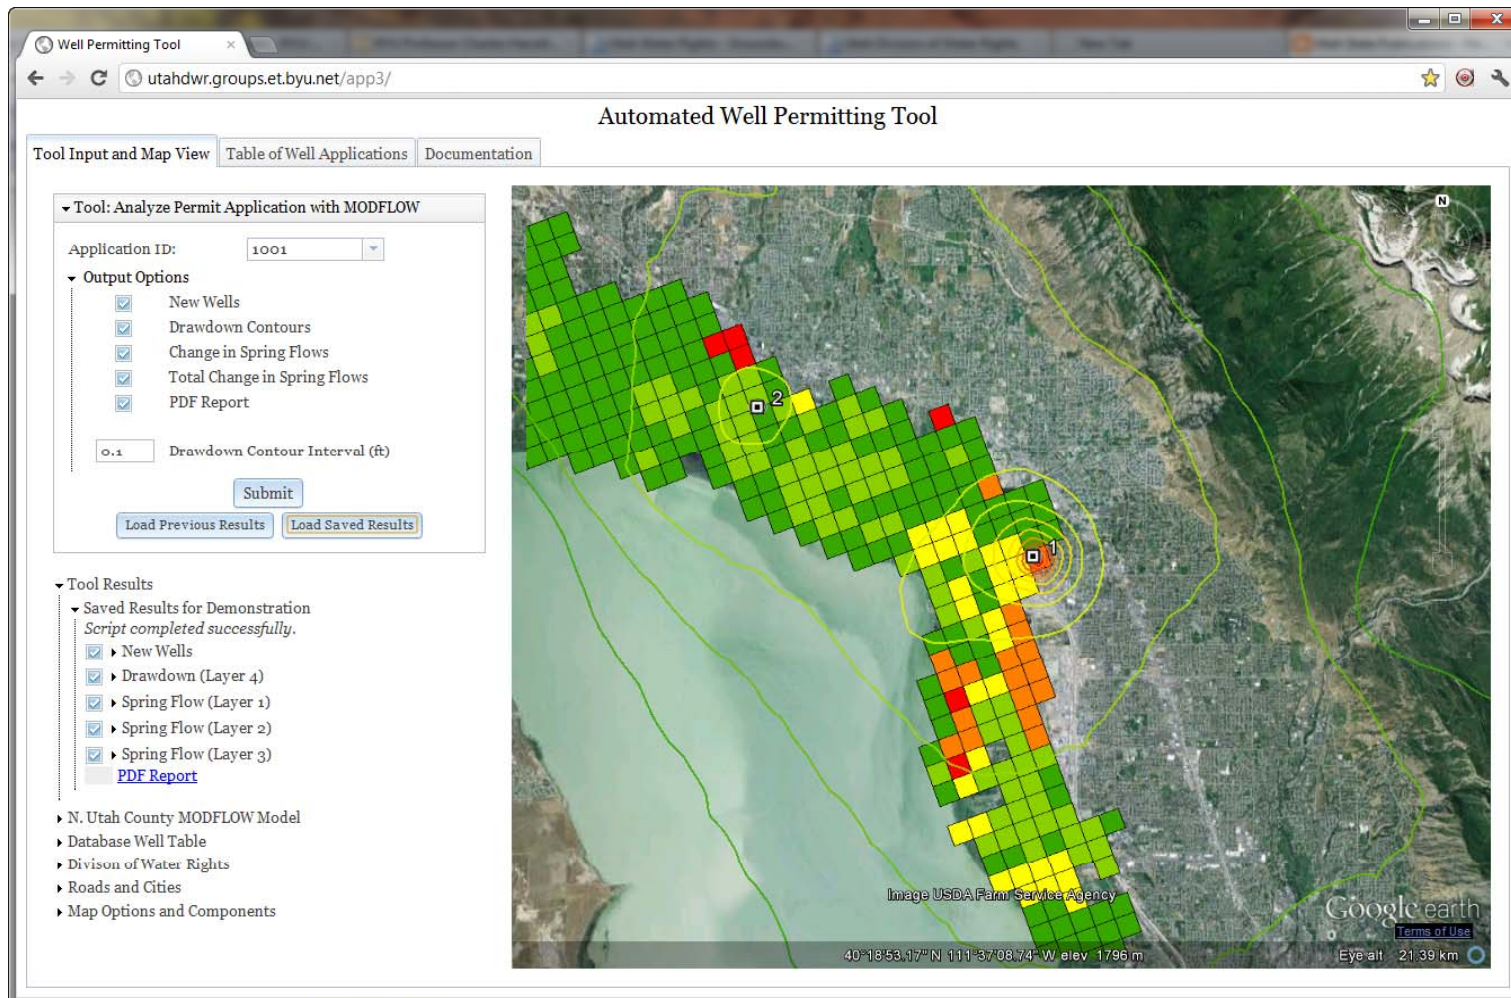 Well Permitting Tool
utahdwr.groups.et.byu.net/app3/
Automated Well Permitting Tool
Tool Input and Map View
Table of Well Applications
Documentation
Tool: Analyze Permit Application with MODFLOW
Application ID:
1001
Output Options
New Wells
Drawdown Contours
Change in Spring Flows
Total Change in Spring Flows
PDF Report
0.1
Drawdown Contour Interval (ft)
Submit
Load Previous Results
Load Saved Results
Tool Results
Saved Results for Demonstration
Script completed successfully.
New Wells
Drawdown (Layer 4)
Spring Flow (Layer 1)
Spring Flow (Layer 2)
Spring Flow (Layer 3)
PDF Report
N. Utah County MODFLOW Model
Database Well Table
Divison of Water Rights
Roads and Cities
Map Options and Components
N
2
1
Image USDA Farm Service Agency
Google earth
Terms of Use
40°18'53.17" N 111°37'08.74" W elev 1796 m
Eye alt 21.39 km